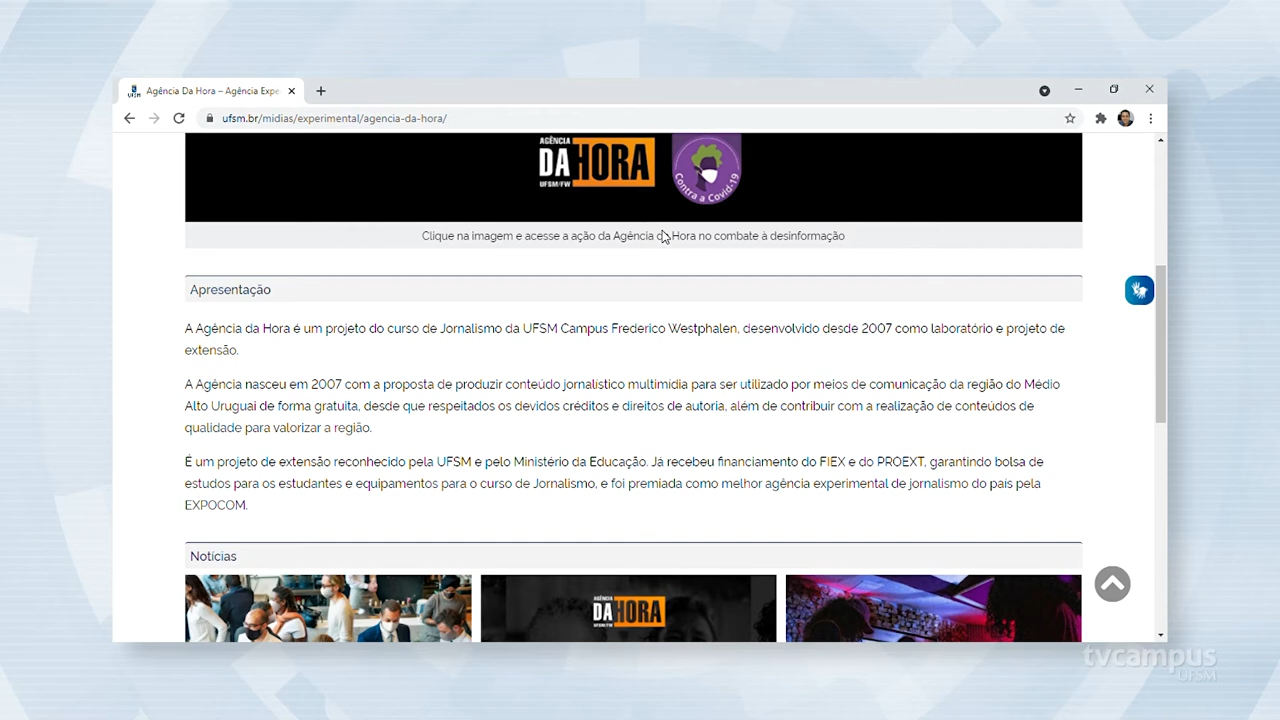 Agência Da Hora – Agência Expe
ufsm.br/midias/experimental/agencia-da-hora/
AGÊNCIA
DA HORA
UFSM/FW
Contra a Covid-19
Clique na imagem e acesse a ação da Agência da Hora no combate à desinformação
Apresentação
A Agência da Hora é um projeto do curso de Jornalismo da UFSM Campus Frederico Westphalen, desenvolvido desde 2007 como laboratório e projeto de
extensão.
A Agência nasceu em 2007 com a proposta de produzir conteúdo jornalístico multimídia para ser utilizado por meios de comunicação da região do Médio
Alto Uruguai de forma gratuita, desde que respeitados os devidos créditos e direitos de autoria, além de contribuir com a realização de conteúdos de
qualidade para valorizar a região.
É um projeto de extensão reconhecido pela UFSM e pelo Ministério da Educação. Já recebeu financiamento do FIEX e do PROEXT, garantindo bolsa de
estudos para os estudantes e equipamentos para o curso de Jornalismo, e foi premiada como melhor agência experimental de jornalismo do país pela
EXPOCOM.
Notícias
AGÊNCIA
DA HORA
UFSM/FW
tvcampus
UFSM